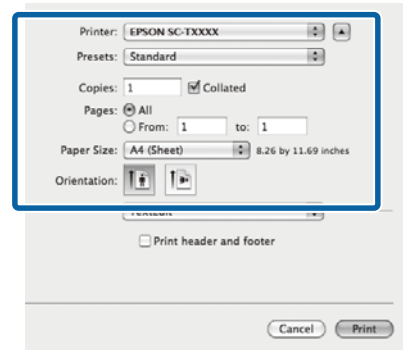 Printer: EPSON SC-TXXXX
Presets: Standard
Copies: 1 Collated
Pages: All
From: 1 to: 1
Paper Size: A4 (Sheet) 8.26 by 11.69 inches
Orientation:
TextEdit
Print header and footer
Cancel Print